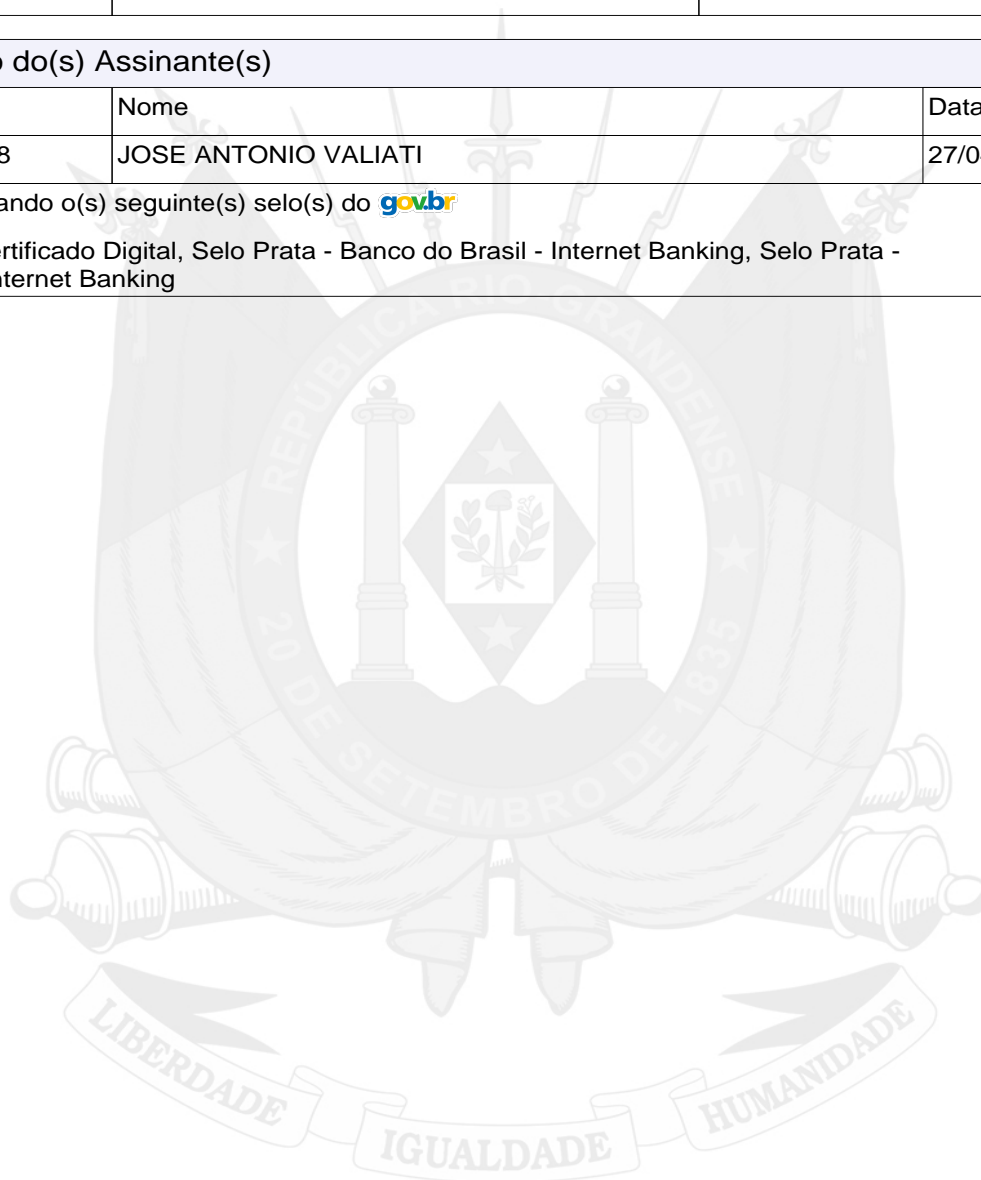 o do(s) Assinante(s)
Nome
Data
8
JOSE ANTONIO VALIATI
27/0
ando o(s) seguinte(s) selo(s) do gov.br
ertificado Digital, Selo Prata - Banco do Brasil - Internet Banking, Selo Prata -
nternet Banking
REPÚBLICA RIO GRANDENSE
20 DE SETEMBRO DE 1835
LIBERDADE
IGUALDADE
HUMANIDADE